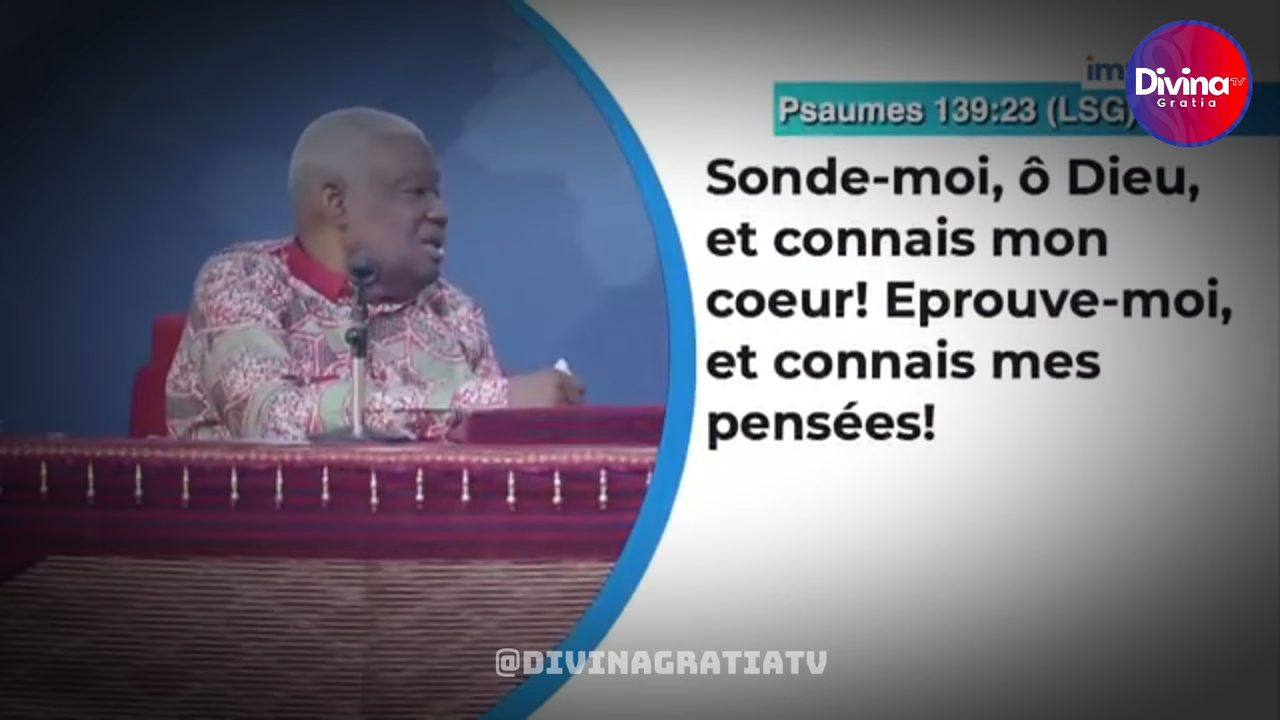 Divina TV
Gratia
Psaumes 139:23 (LSG)
Sonde-moi, ô Dieu,
et connais mon
coeur! Eprouve-moi,
et connais mes
pensées!
@DIVINAGRATIATV